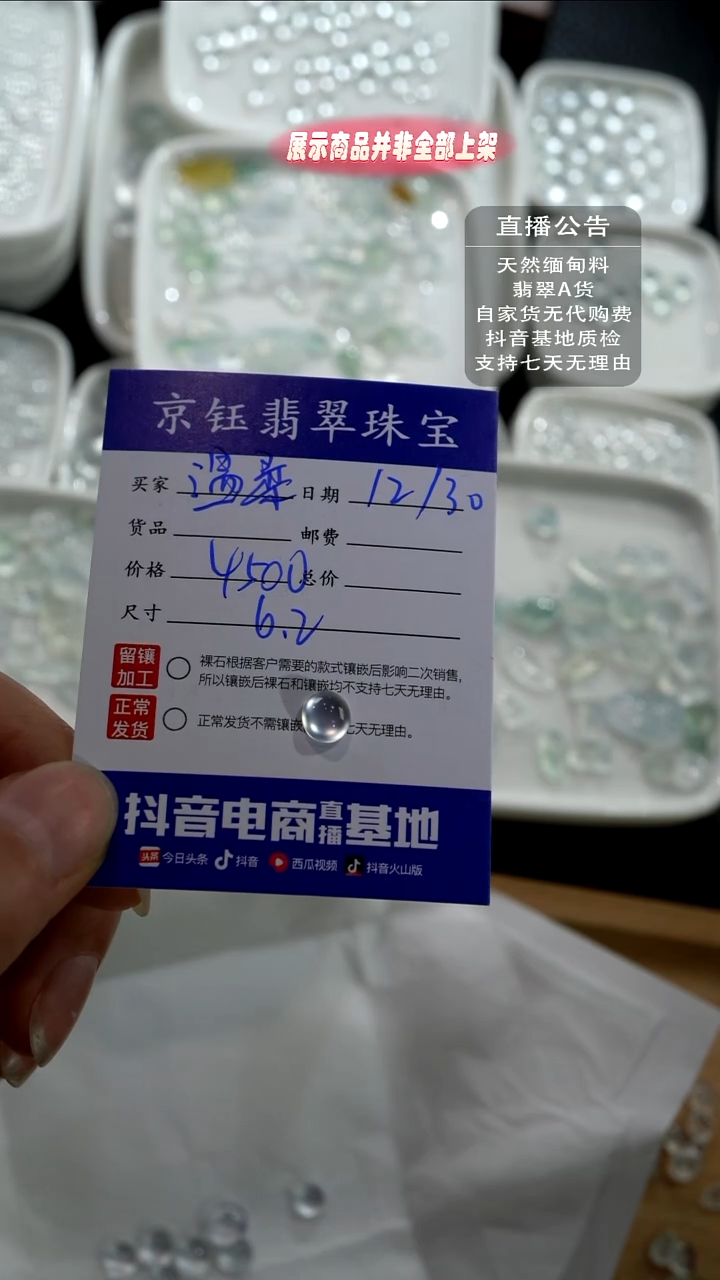 展示商品并非全部上架
直播公告
天然缅甸料
翡翠A货
自家货无代购费
抖音基地质检
支持七天无理由
京钰翡翠珠宝
买家 温 日期 12/30
货品 邮费
价格 4500 总价
尺寸 6.2
留镶加工 裸石根据客户需要的款式镶嵌后影响二次销售,
所以镶嵌后裸石和镶嵌均不支持七天无理由。
正常发货 正常发货不需镶嵌 七天无理由。
抖音电商直播基地
头条 今日头条 抖音 西瓜视频 抖音火山版